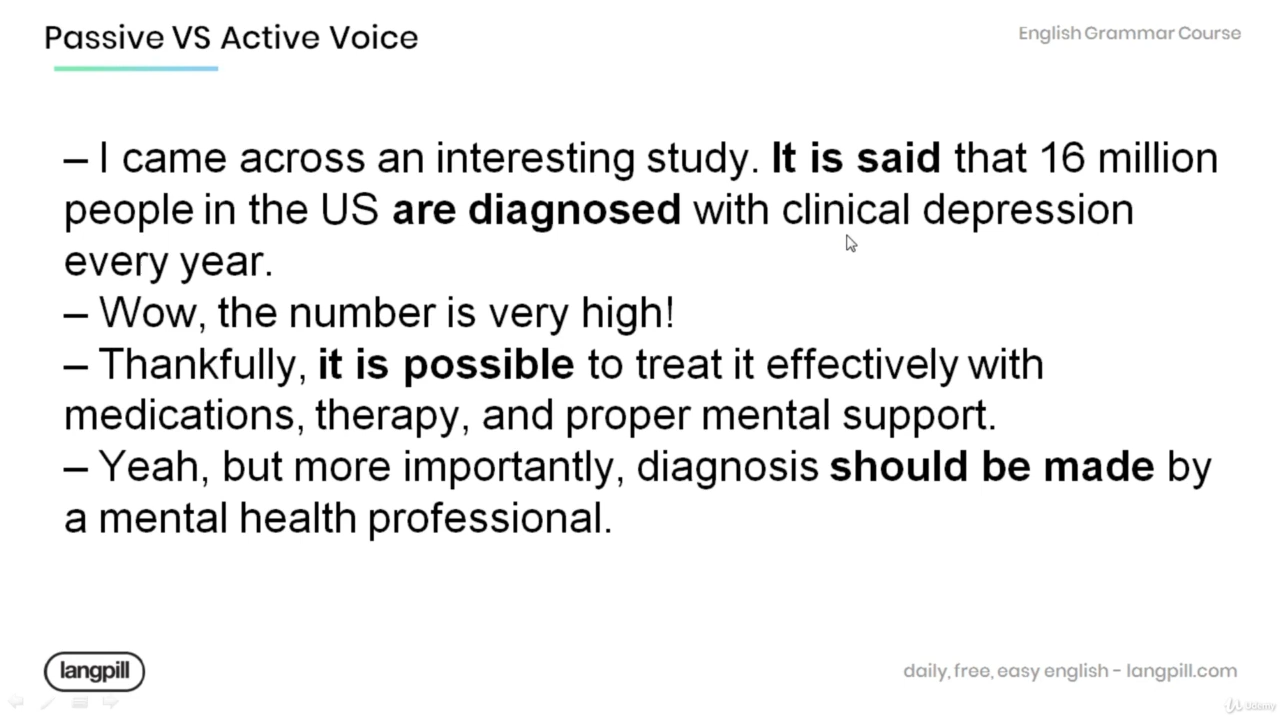 Passive VS Active Voice
English Grammar Course
– I came across an interesting study. It is said that 16 million
people in the US are diagnosed with clinical depression
every year.
– Wow, the number is very high!
– Thankfully, it is possible to treat it effectively with
medications, therapy, and proper mental support.
– Yeah, but more importantly, diagnosis should be made by
a mental health professional.
langpill
daily, free, easy english - langpill.com
Udemy